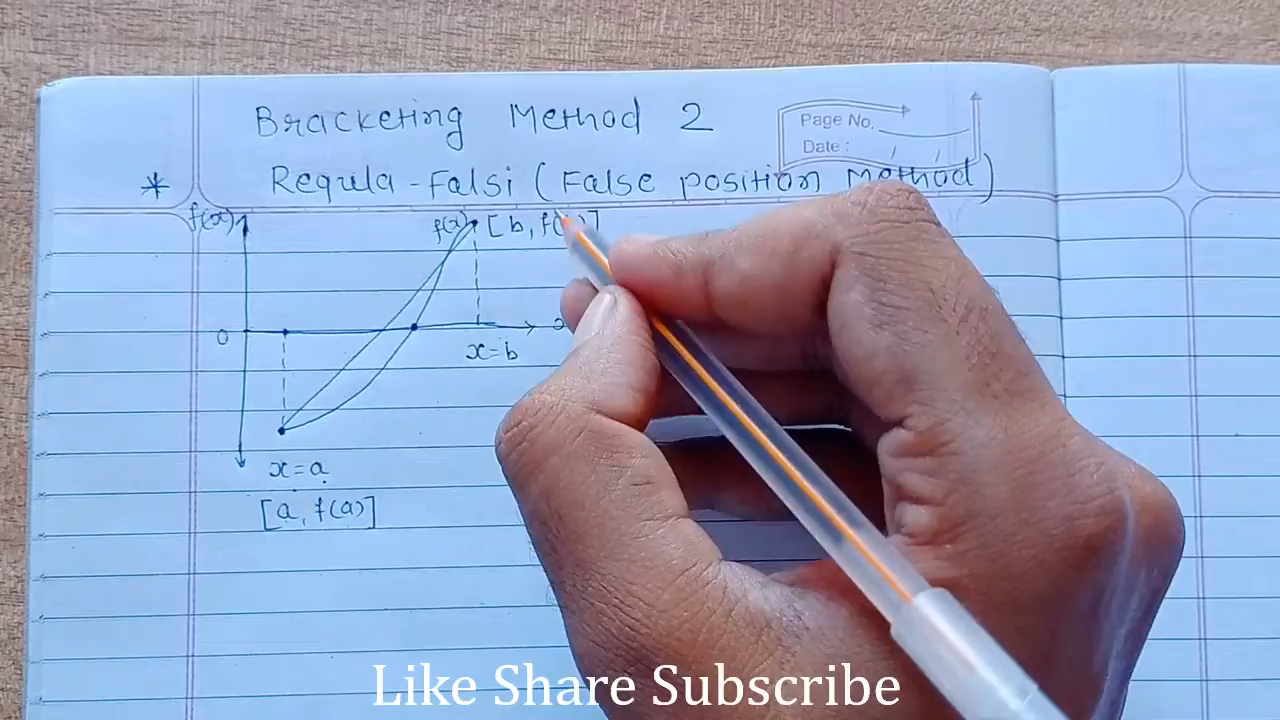 Bracketing Method 2
Page No.
Date : / /
* Regula-Falsi (False position Method)
f(x)
f(x) [b, f( )]
0
x=b
x=a
[a, f(a)]
Like Share Subscribe